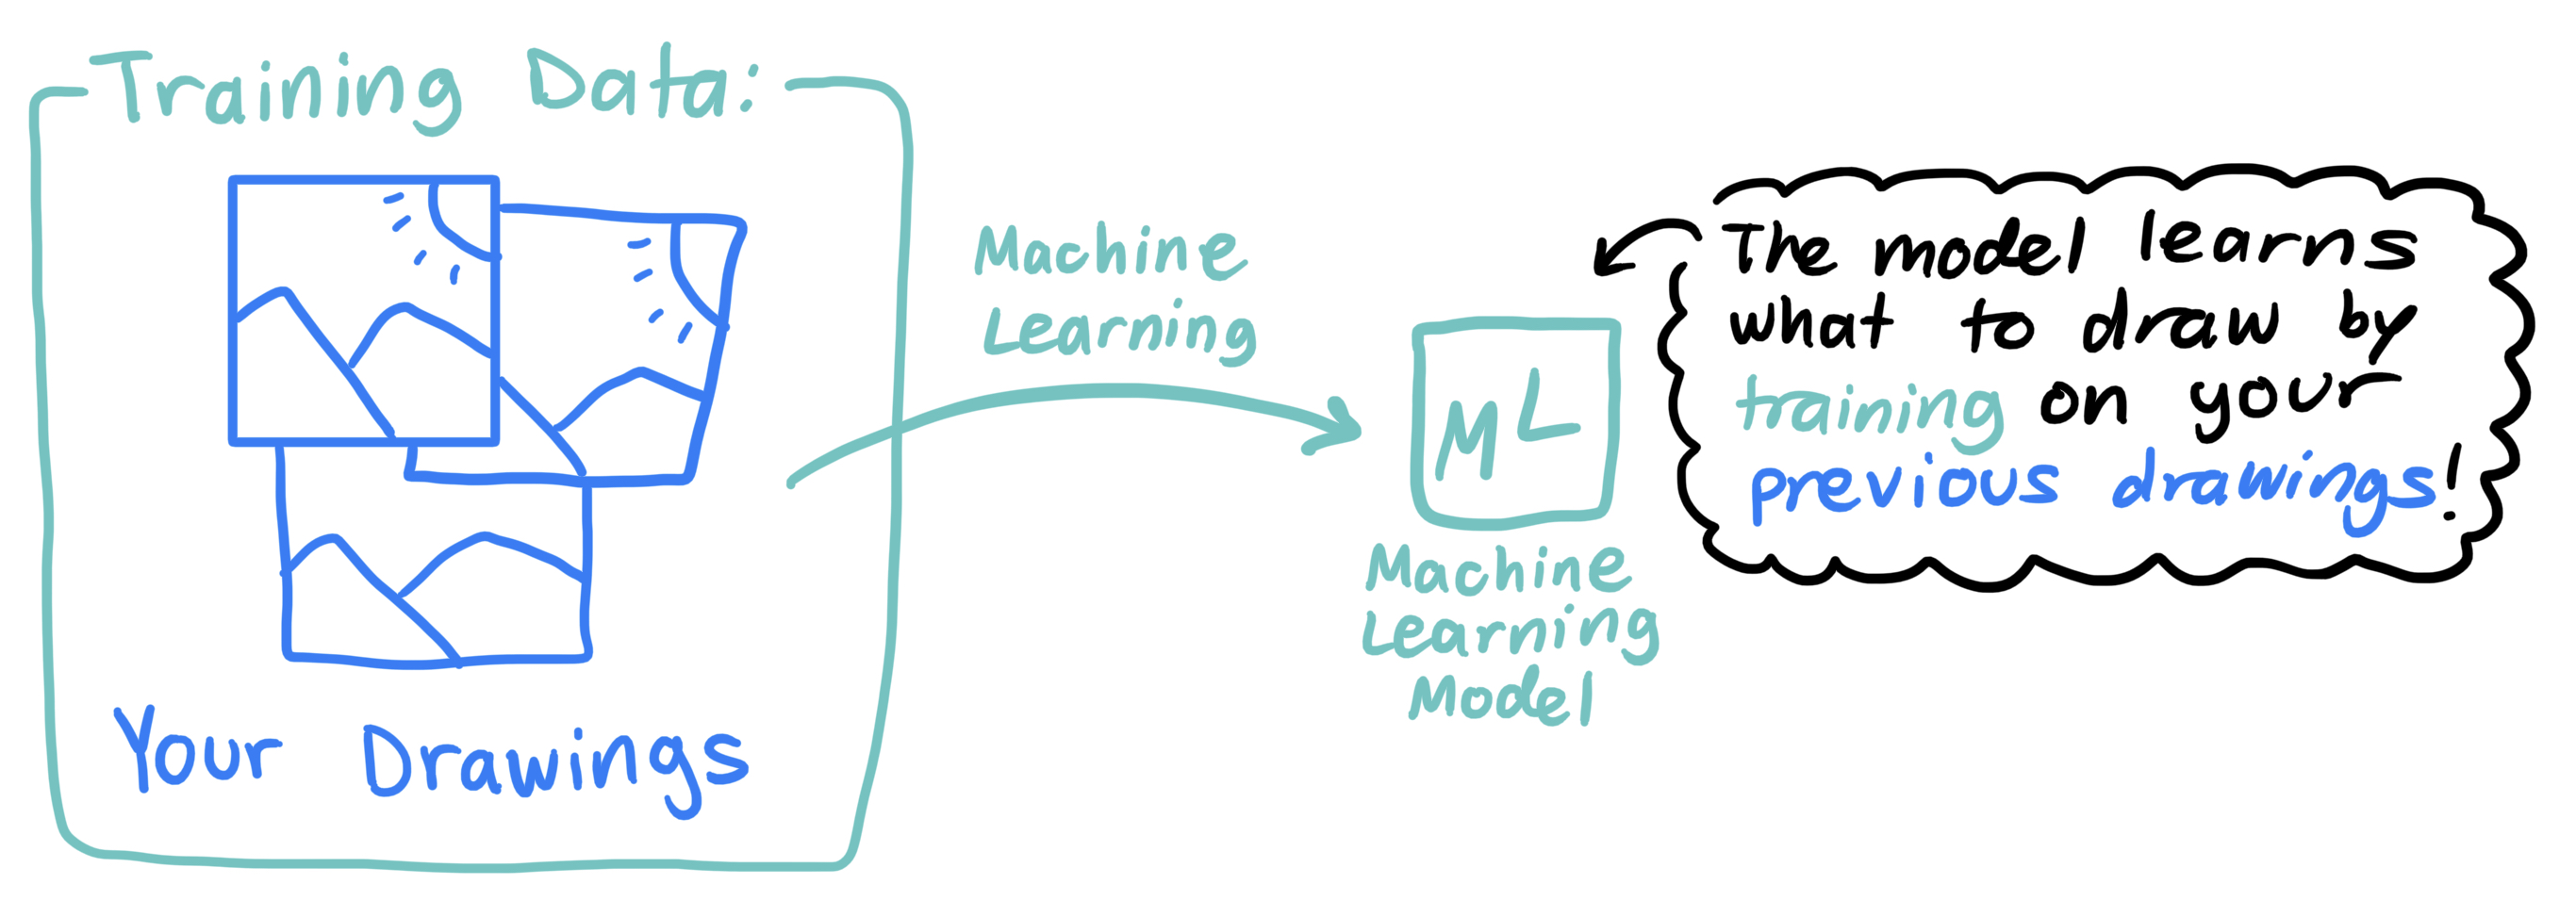 Training Data:
Your Drawings
Machine
Learning
ML
Machine
Learning
Model
The model learns
what to draw by
training on your
previous drawings!